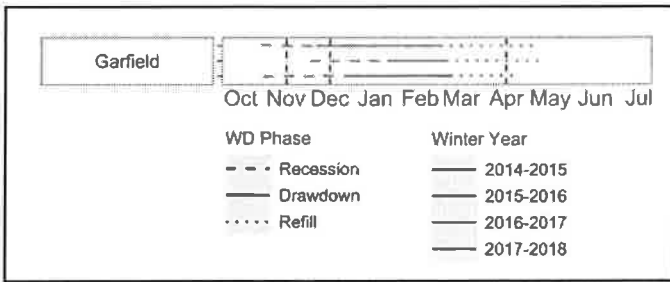 Garfield
Oct Nov Dec Jan Feb Mar Apr May Jun Jul
WD Phase
Recession
Drawdown
Refill
Winter Year
2014-2015
2015-2016
2016-2017
2017-2018